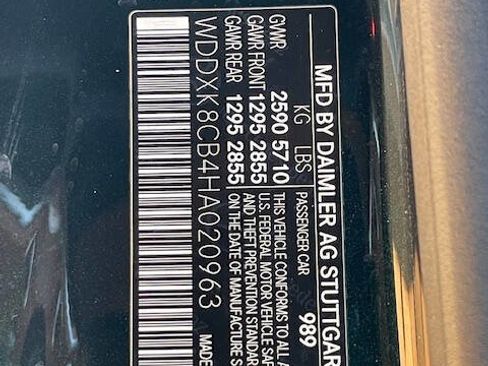 MFD BY DAIMLER AG STUTTGAR
KG LBS PASSENGER CAR 989
GVWR 2590 5710 THIS VEHICLE CONFORMS TO ALL A
GAWR FRONT 1295 2855 U.S. FEDERAL MOTOR VEHICLE SAF
GAWR REAR 1295 2855 AND THEFT PREVENTION STANDAR
ON DATE OF MANUFACTURE S
WDDXK8CB4HA020963 MADE